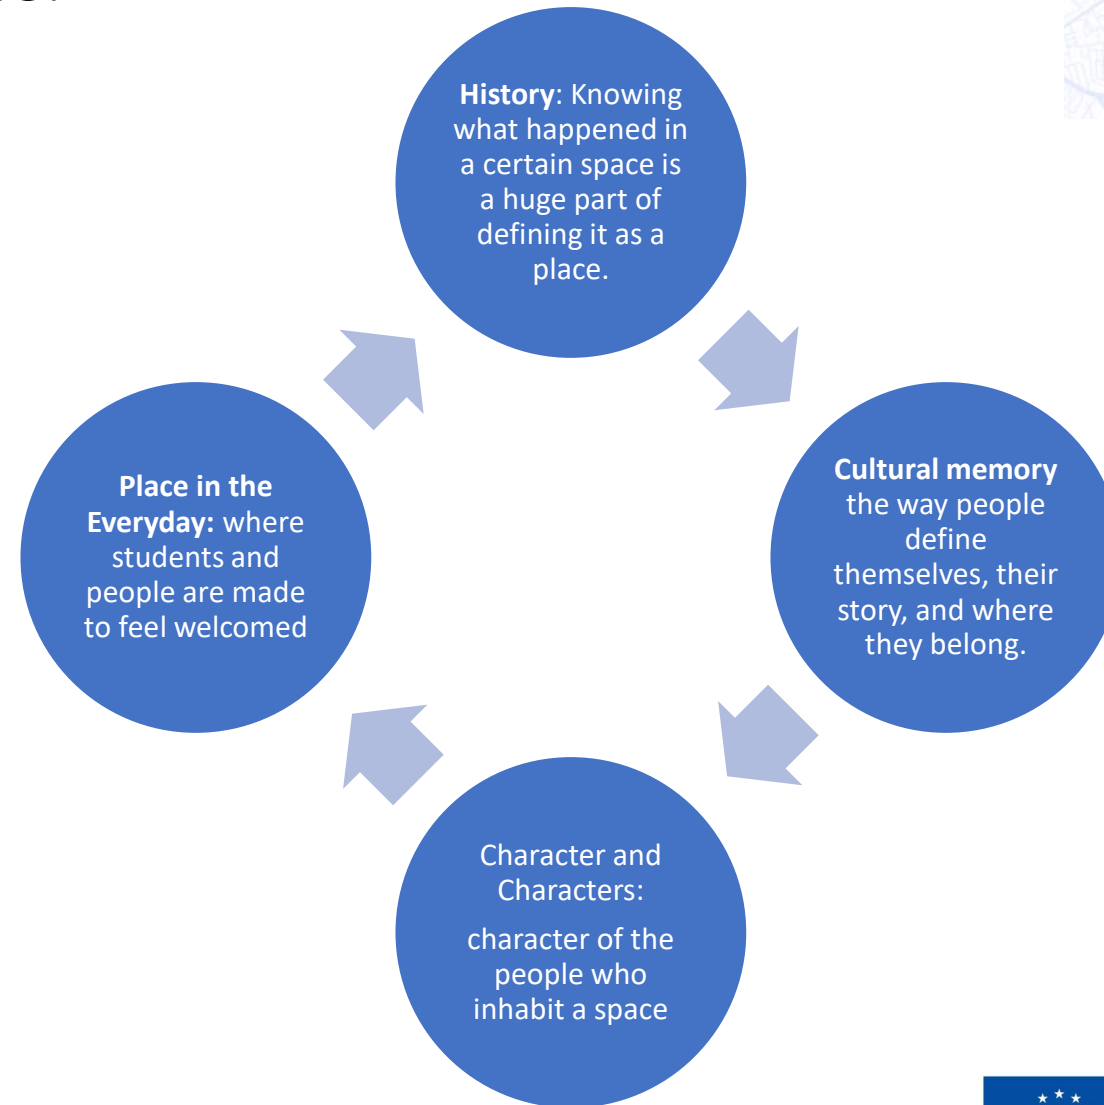 History: Knowing
what happened in
a certain space is
a huge part of
defining it as a
place.
Cultural memory
the way people
define
themselves, their
story, and where
they belong.
Character and
Characters:
character of the
people who
inhabit a space
Place in the
Everyday: where
students and
people are made
to feel welcomed